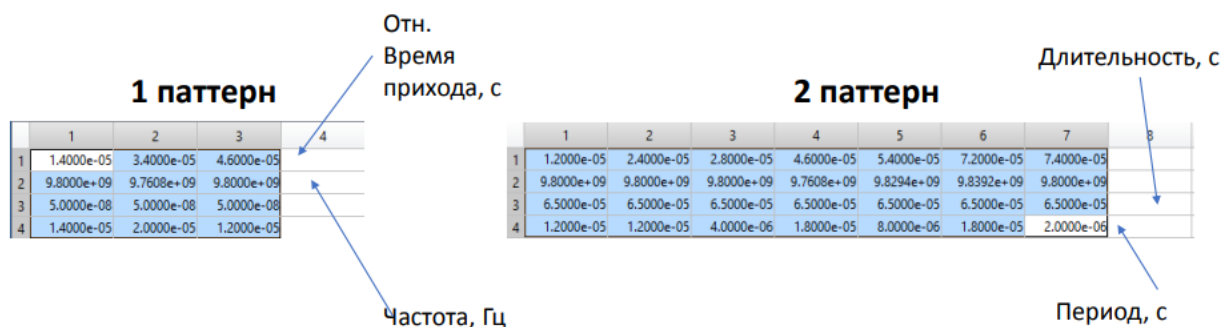 Отн.
Время
прихода, с
Длительность, с
1 паттерн
2 паттерн
1 2 3 4
1 1.4000e-05 3.4000e-05 4.6000e-05
2 9.8000e+09 9.7608e+09 9.8000e+09
3 5.0000e-08 5.0000e-08 5.0000e-08
4 1.4000e-05 2.0000e-05 1.2000e-05
1 2 3 4 5 6 7 8
1 1.2000e-05 2.4000e-05 2.8000e-05 4.6000e-05 5.4000e-05 7.2000e-05 7.4000e-05
2 9.8000e+09 9.8000e+09 9.8000e+09 9.7608e+09 9.8294e+09 9.8392e+09 9.8000e+09
3 6.5000e-05 6.5000e-05 6.5000e-05 6.5000e-05 6.5000e-05 6.5000e-05 6.5000e-05
4 1.2000e-05 1.2000e-05 4.0000e-06 1.8000e-05 8.0000e-06 1.8000e-05 2.0000e-06
Частота, Гц
Период, с